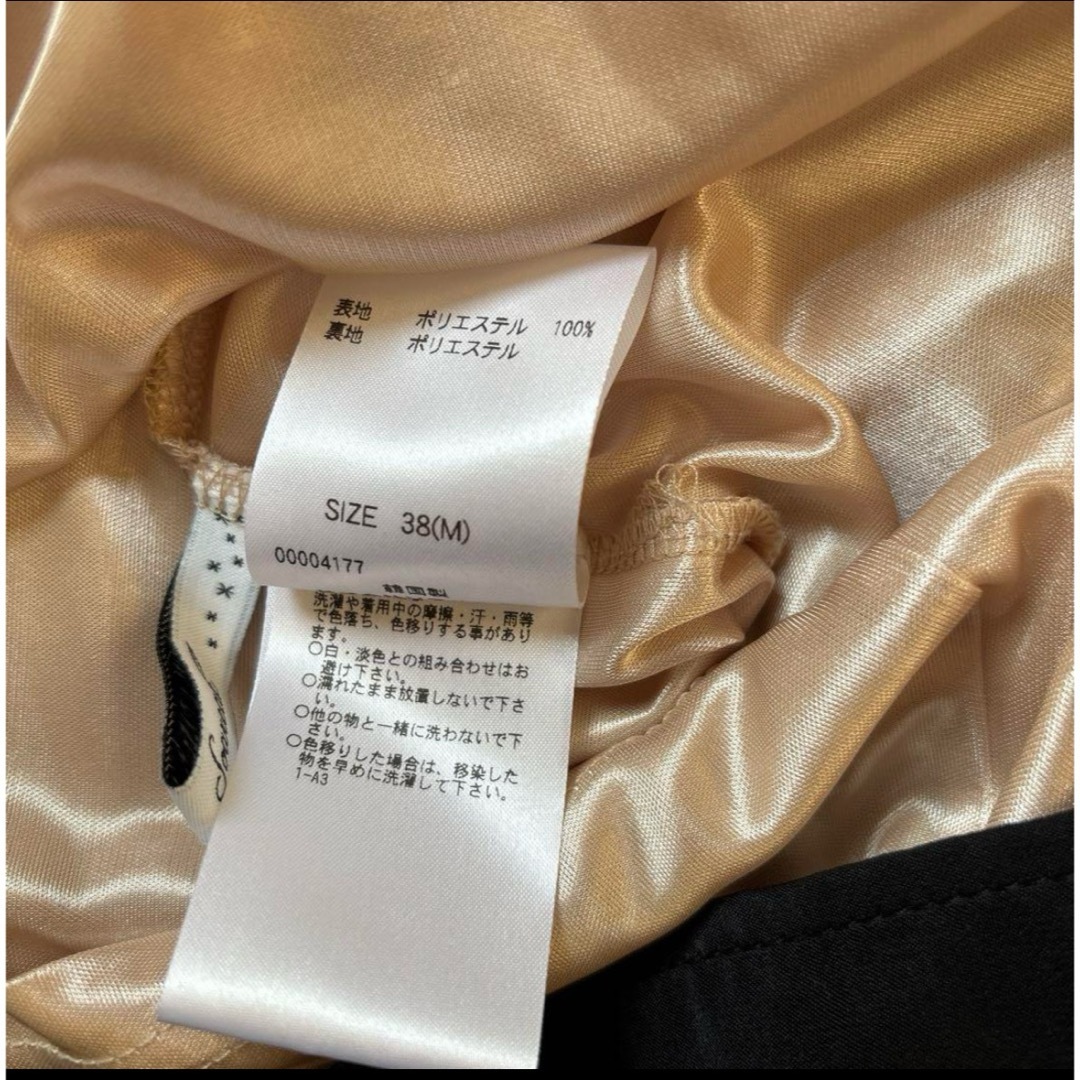 表地 ポリエステル 100%
裏地 ポリエステル
SIZE 38(M)
00004177
韓国製
洗濯や着用中の摩擦・汗・雨等
で色落ち、色移りする事があり
ます。
○白・淡色との組み合わせはお
避け下さい。
○濡れたまま放置しないで下さ
い。
○他の物と一緒に洗わないで下
さい。
○色移りした場合は、移染した
物を早めに洗濯して下さい。
1-A3